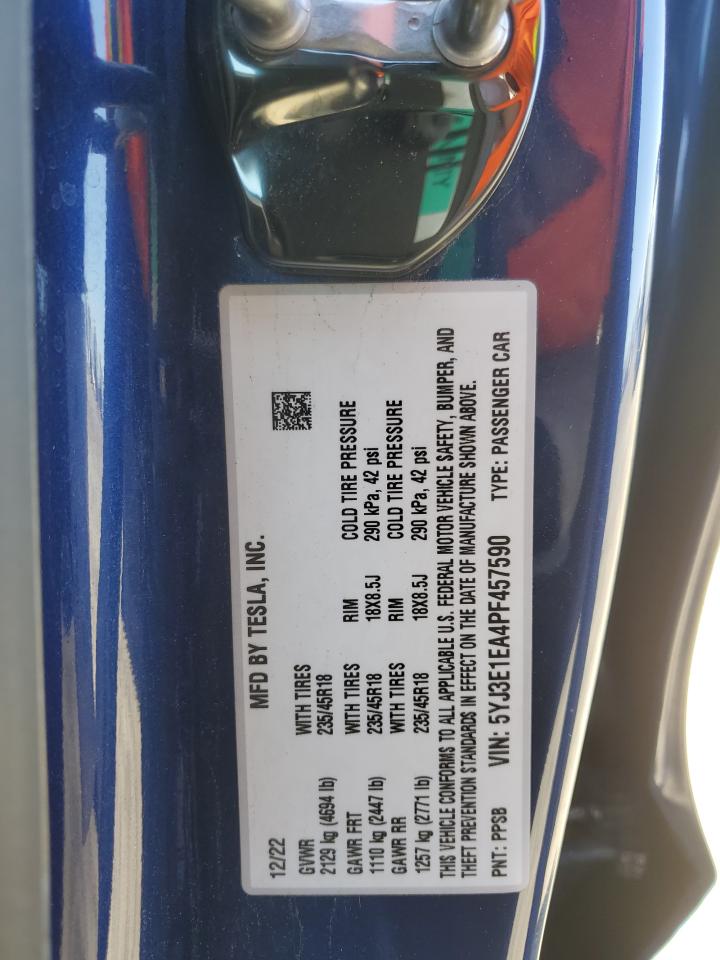 MFD BY TESLA, INC.
12/22
GVWR WITH TIRES
2129 kg (4694 lb) 235/45R18
GAWR FRT WITH TIRES RIM COLD TIRE PRESSURE
1110 kg (2447 lb) 235/45R18 18X8.5J 290 kPa, 42 psi
GAWR RR WITH TIRES RIM COLD TIRE PRESSURE
1257 kg (2771 lb) 235/45R18 18X8.5J 290 kPa, 42 psi
THIS VEHICLE CONFORMS TO ALL APPLICABLE U.S. FEDERAL MOTOR VEHICLE SAFETY, BUMPER, AND
THEFT PREVENTION STANDARDS IN EFFECT ON THE DATE OF MANUFACTURE SHOWN ABOVE.
PNT: PPSB VIN: 5YJ3E1EA4PF457590 TYPE: PASSENGER CAR